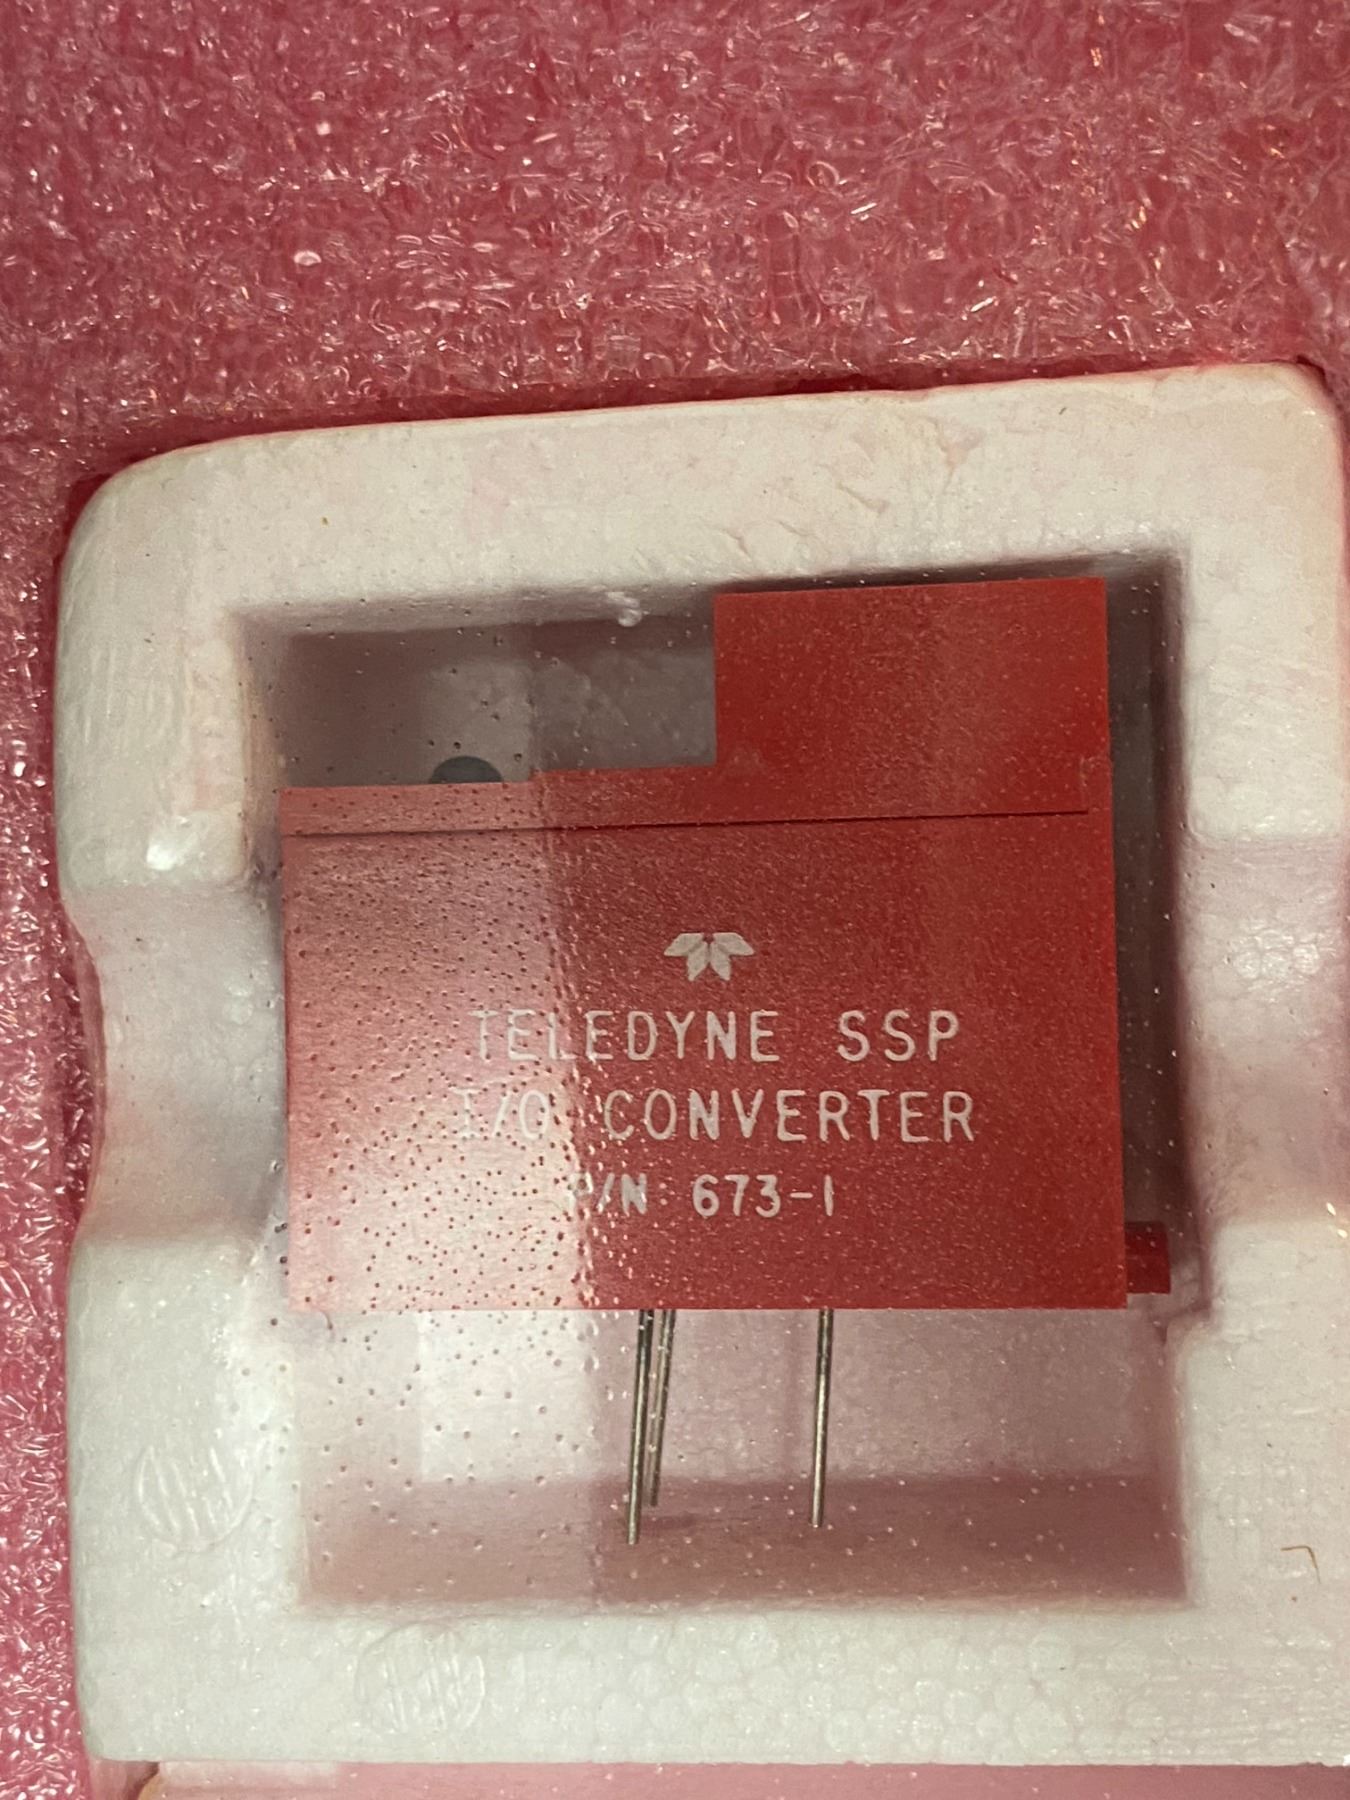 TELEDYNE SSP
I/O CONVERTER
P/N: 673-1